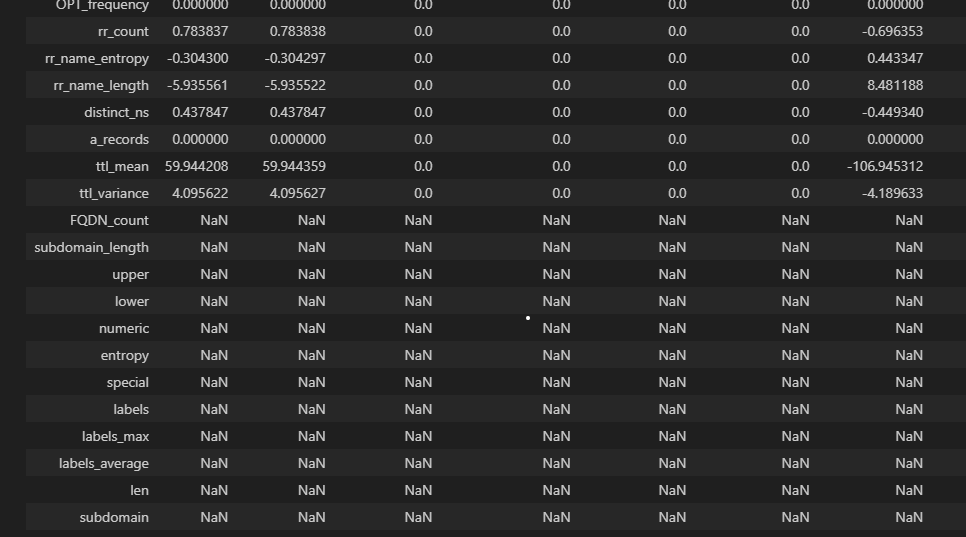 OPT_frequency 0.000000 0.000000 0.0 0.0 0.0 0.0 0.000000
rr_count 0.783837 0.783838 0.0 0.0 0.0 0.0 -0.696353
rr_name_entropy -0.304300 -0.304297 0.0 0.0 0.0 0.0 0.443347
rr_name_length -5.935561 -5.935522 0.0 0.0 0.0 0.0 8.481188
distinct_ns 0.437847 0.437847 0.0 0.0 0.0 0.0 -0.449340
a_records 0.000000 0.000000 0.0 0.0 0.0 0.0 0.000000
ttl_mean 59.944208 59.944359 0.0 0.0 0.0 0.0 -106.945312
ttl_variance 4.095622 4.095627 0.0 0.0 0.0 0.0 -4.189633
FQDN_count NaN NaN NaN NaN NaN NaN NaN
subdomain_length NaN NaN NaN NaN NaN NaN NaN
upper NaN NaN NaN NaN NaN NaN NaN
lower NaN NaN NaN NaN NaN NaN NaN
numeric NaN NaN NaN NaN NaN NaN NaN
entropy NaN NaN NaN NaN NaN NaN NaN
special NaN NaN NaN NaN NaN NaN NaN
labels NaN NaN NaN NaN NaN NaN NaN
labels_max NaN NaN NaN NaN NaN NaN NaN
labels_average NaN NaN NaN NaN NaN NaN NaN
len NaN NaN NaN NaN NaN NaN NaN
subdomain NaN NaN NaN NaN NaN NaN NaN